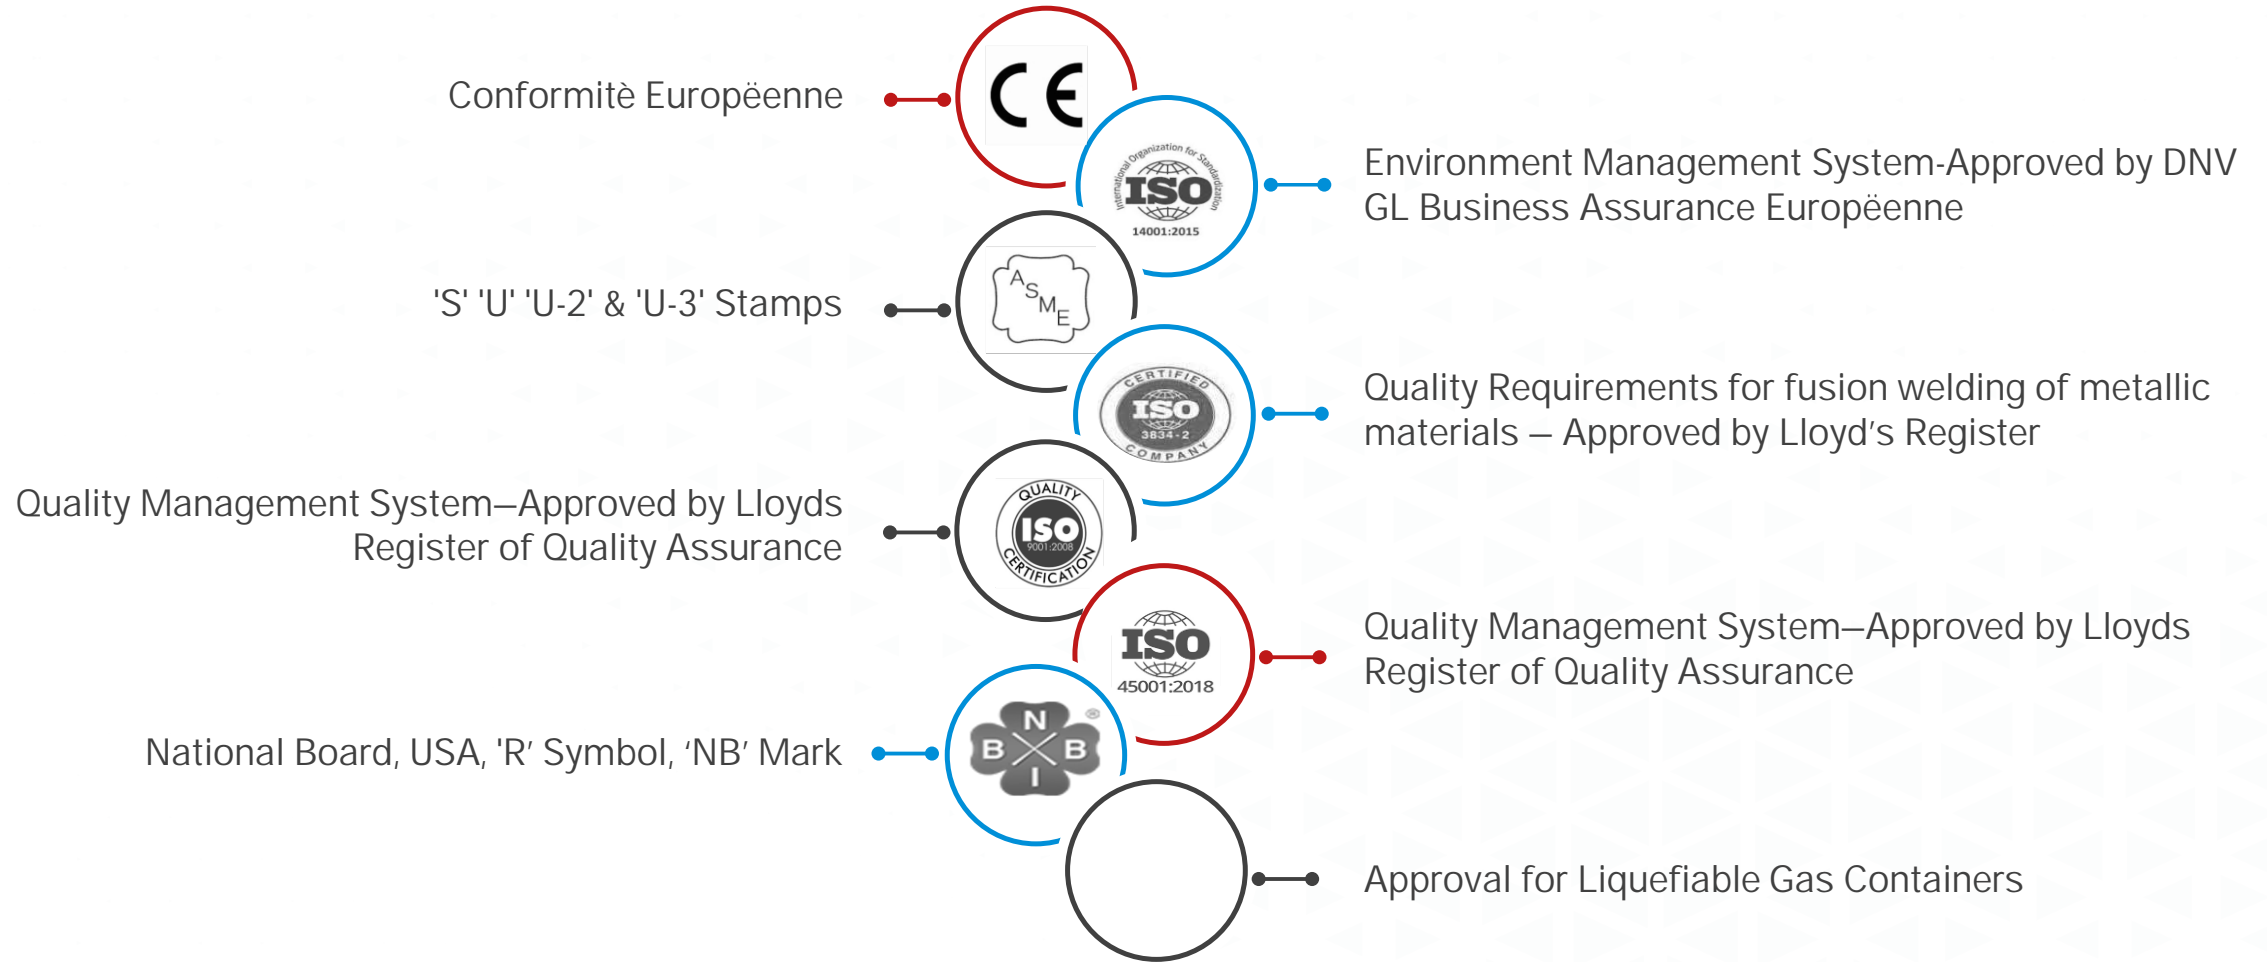 Conformitè Europëenne
CE
International Organization for Standardization
ISO
14001:2015
Environment Management System-Approved by DNV
GL Business Assurance Europëenne
'S' 'U' 'U-2' & 'U-3' Stamps
ASME
CERTIFIED
ISO
3834-2
COMPANY
Quality Requirements for fusion welding of metallic
materials – Approved by Lloyd’s Register
Quality Management System–Approved by Lloyds
Register of Quality Assurance
QUALITY
ISO
9001:2008
CERTIFICATION
ISO
45001:2018
Quality Management System–Approved by Lloyds
Register of Quality Assurance
National Board, USA, 'R’ Symbol, ‘NB’ Mark
N
B B
I
®
Approval for Liquefiable Gas Containers